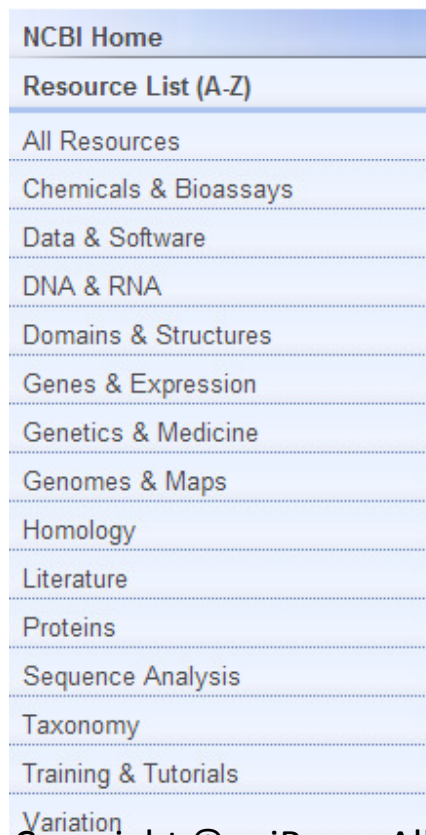 NCBI Home
Resource List (A-Z)
All Resources
Chemicals & Bioassays
Data & Software
DNA & RNA
Domains & Structures
Genes & Expression
Genetics & Medicine
Genomes & Maps
Homology
Literature
Proteins
Sequence Analysis
Taxonomy
Training & Tutorials
Variation